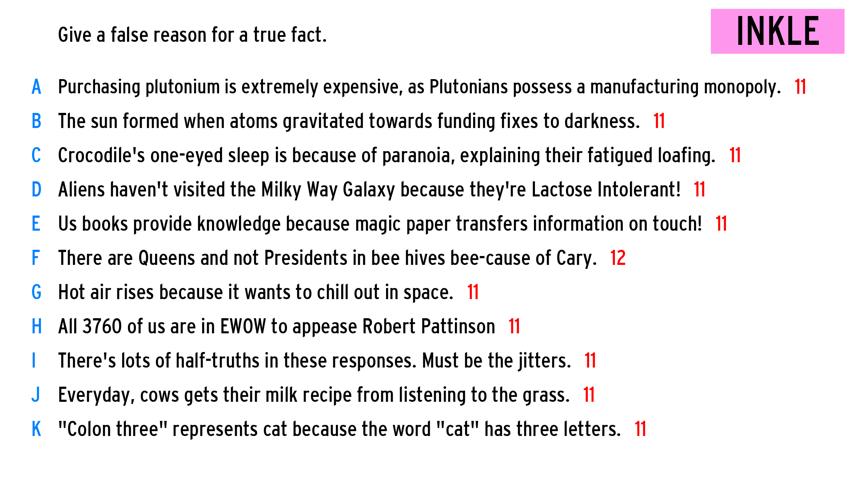 Give a false reason for a true fact.
INKLE
A Purchasing plutonium is extremely expensive, as Plutonians possess a manufacturing monopoly. 11
B The sun formed when atoms gravitated towards funding fixes to darkness. 11
C Crocodile's one-eyed sleep is because of paranoia, explaining their fatigued loafing. 11
D Aliens haven't visited the Milky Way Galaxy because they're Lactose Intolerant! 11
E Us books provide knowledge because magic paper transfers information on touch! 11
F There are Queens and not Presidents in bee hives bee-cause of Cary. 12
G Hot air rises because it wants to chill out in space. 11
H All 3760 of us are in EWOW to appease Robert Pattinson 11
I There's lots of half-truths in these responses. Must be the jitters. 11
J Everyday, cows gets their milk recipe from listening to the grass. 11
K "Colon three" represents cat because the word "cat" has three letters. 11